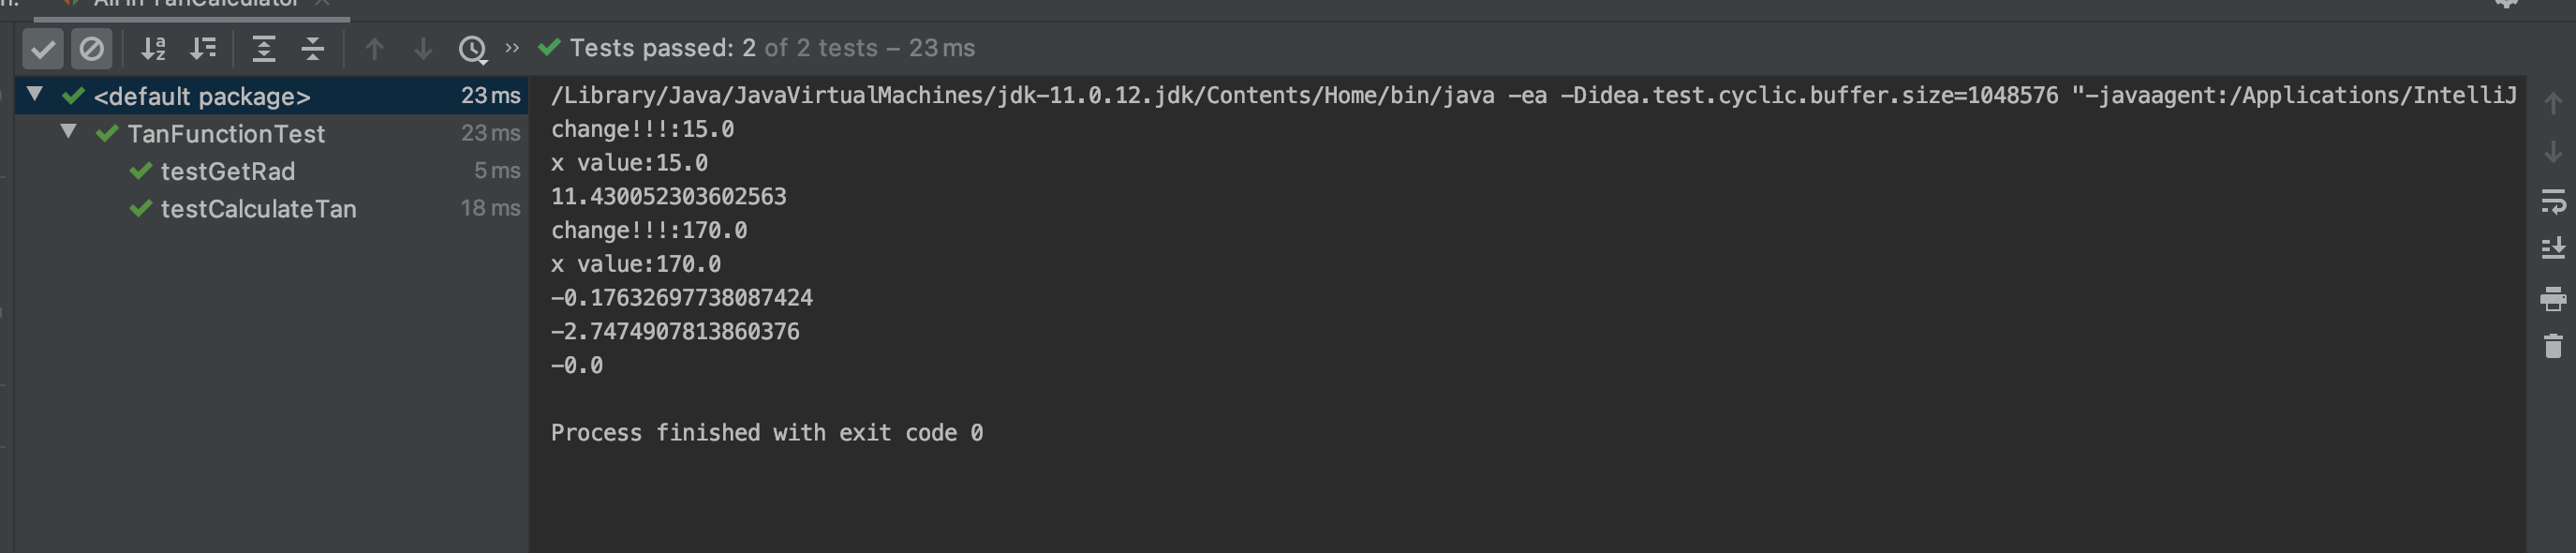 All in TanCalculator
Tests passed: 2 of 2 tests – 23 ms
<default package> 23 ms
TanFunctionTest 23 ms
testGetRad 5 ms
testCalculateTan 18 ms
/Library/Java/JavaVirtualMachines/jdk-11.0.12.jdk/Contents/Home/bin/java -ea -Didea.test.cyclic.buffer.size=1048576 "-javaagent:/Applications/IntelliJ
change!!!:15.0
x value:15.0
11.430052303602563
change!!!:170.0
x value:170.0
-0.17632697738087424
-2.7474907813860376
-0.0
Process finished with exit code 0